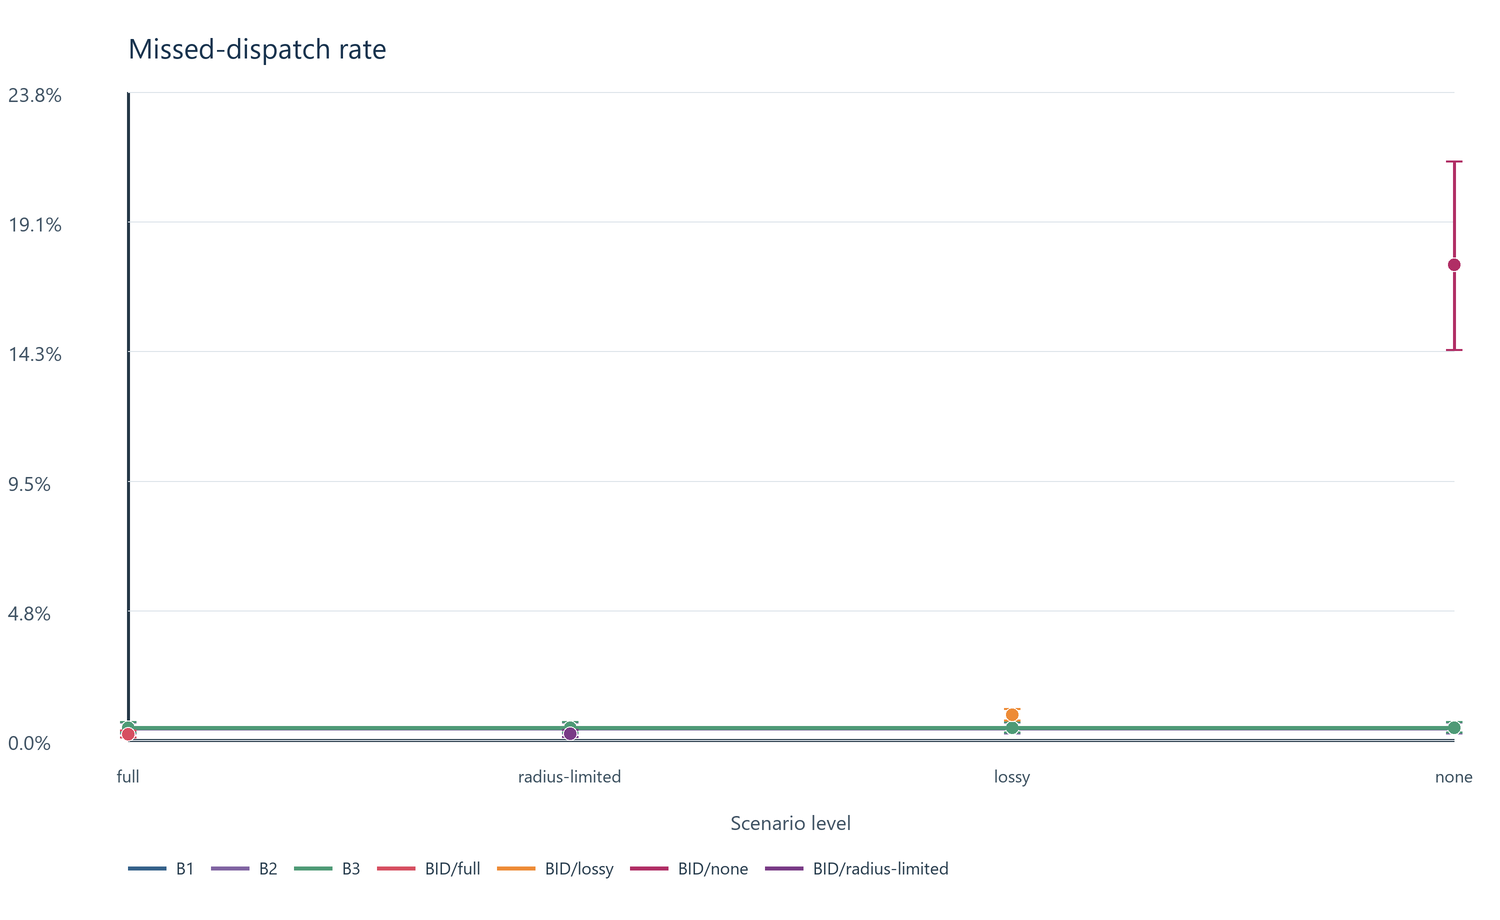 Missed-dispatch rate
23.8%
19.1%
14.3%
9.5%
4.8%
0.0%
full radius-limited lossy none
Scenario level
B1 B2 B3 BID/full BID/lossy BID/none BID/radius-limited